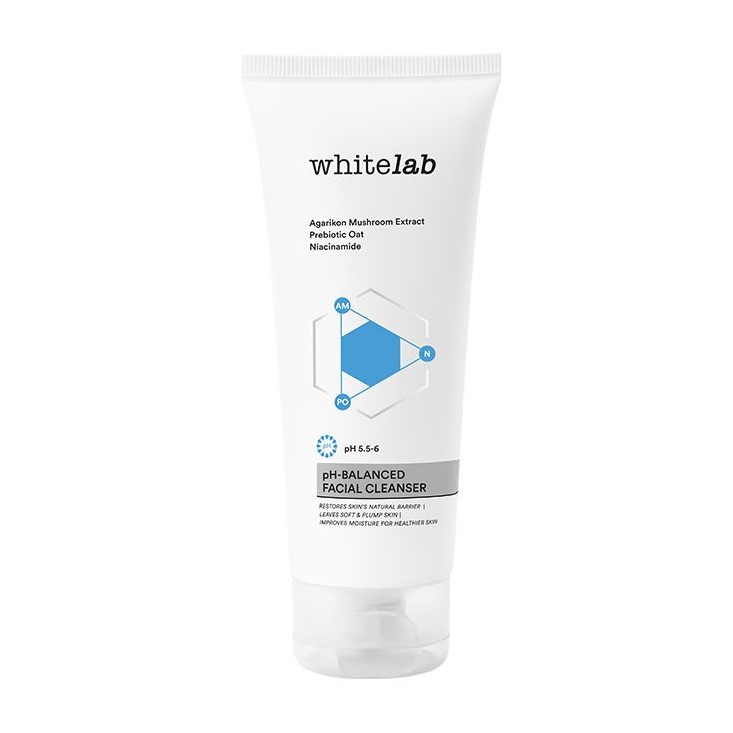 whitelab
Agarikon Mushroom Extract
Prebiotic Oat
Niacinamide
AM
N
PO
pH
pH 5.5-6
pH-BALANCED
FACIAL CLEANSER
RESTORES SKIN'S NATURAL BARRIER |
LEAVES SOFT & PLUMP SKIN |
IMPROVES MOISTURE FOR HEALTHIER SKIN